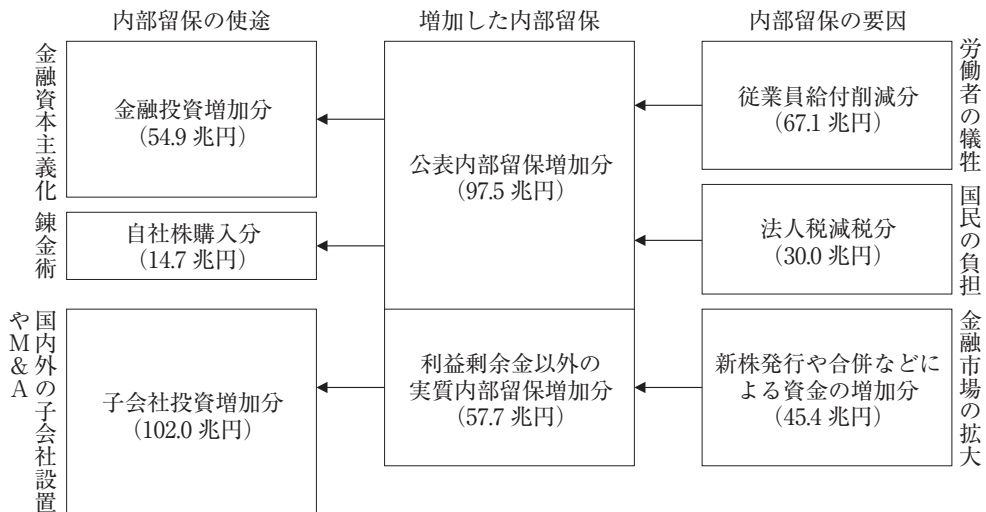 内部留保の使途
増加した内部留保
内部留保の要因
金融資本主義化
金融投資増加分
（54.9 兆円）
錬金術
自社株購入分
（14.7 兆円）
国内外の子会社設置
やM&A
子会社投資増加分
（102.0 兆円）
公表内部留保増加分
（97.5 兆円）
利益剰余金以外の
実質内部留保増加分
（57.7 兆円）
従業員給付削減分
（67.1 兆円）
労働者の犠牲
法人税減税分
（30.0 兆円）
国民の負担
新株発行や合併などに
よる資金の増加分
（45.4 兆円）
金融市場の拡大